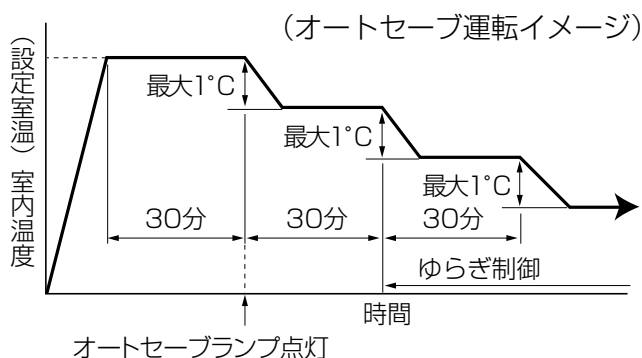 （オートセーブ運転イメージ）
（設定室温）室内温度
最大1℃
最大1℃
最大1℃
30分
30分
30分
ゆらぎ制御
時間
オートセーブランプ点灯